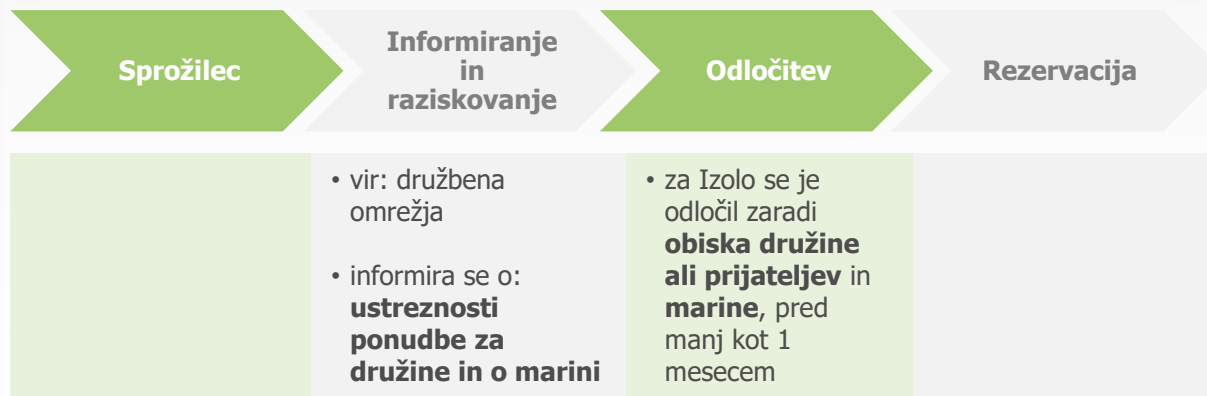 Sprožilec
Informiranje
in
raziskovanje
Odločitev
Rezervacija
• vir: družbena
omrežja
• informira se o:
ustreznosti
ponudbe za
družine in o marini
• za Izolo se je
odločil zaradi
obiska družine
ali prijateljev in
marine, pred
manj kot 1
mesecem